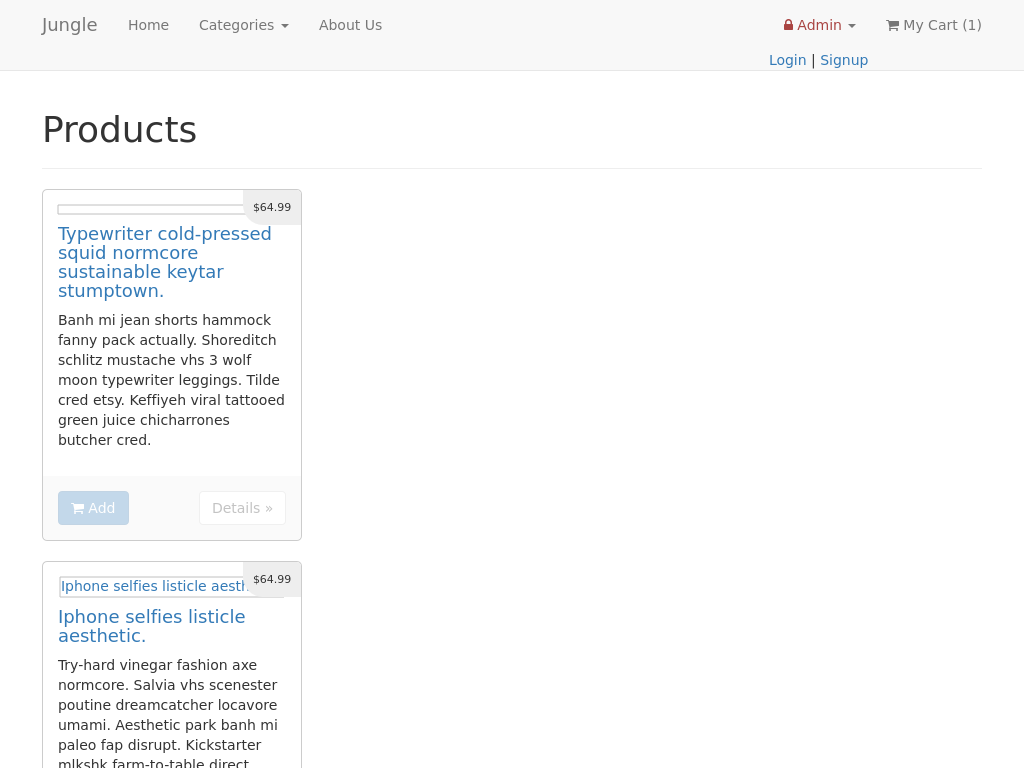 Jungle Home Categories About Us Admin My Cart (1)
Login | Signup
Products
$64.99
Typewriter cold-pressed
squid normcore
sustainable keytar
stumptown.
Banh mi jean shorts hammock
fanny pack actually. Shoreditch
schlitz mustache vhs 3 wolf
moon typewriter leggings. Tilde
cred etsy. Keffiyeh viral tattooed
green juice chicharrones
butcher cred.
Add Details »
$64.99
Iphone selfies listicle
Iphone selfies listicle
aesthetic.
Try-hard vinegar fashion axe
normcore. Salvia vhs scenester
poutine dreamcatcher locavore
umami. Aesthetic park banh mi
paleo fap disrupt. Kickstarter
mlkshk farm-to-table direct